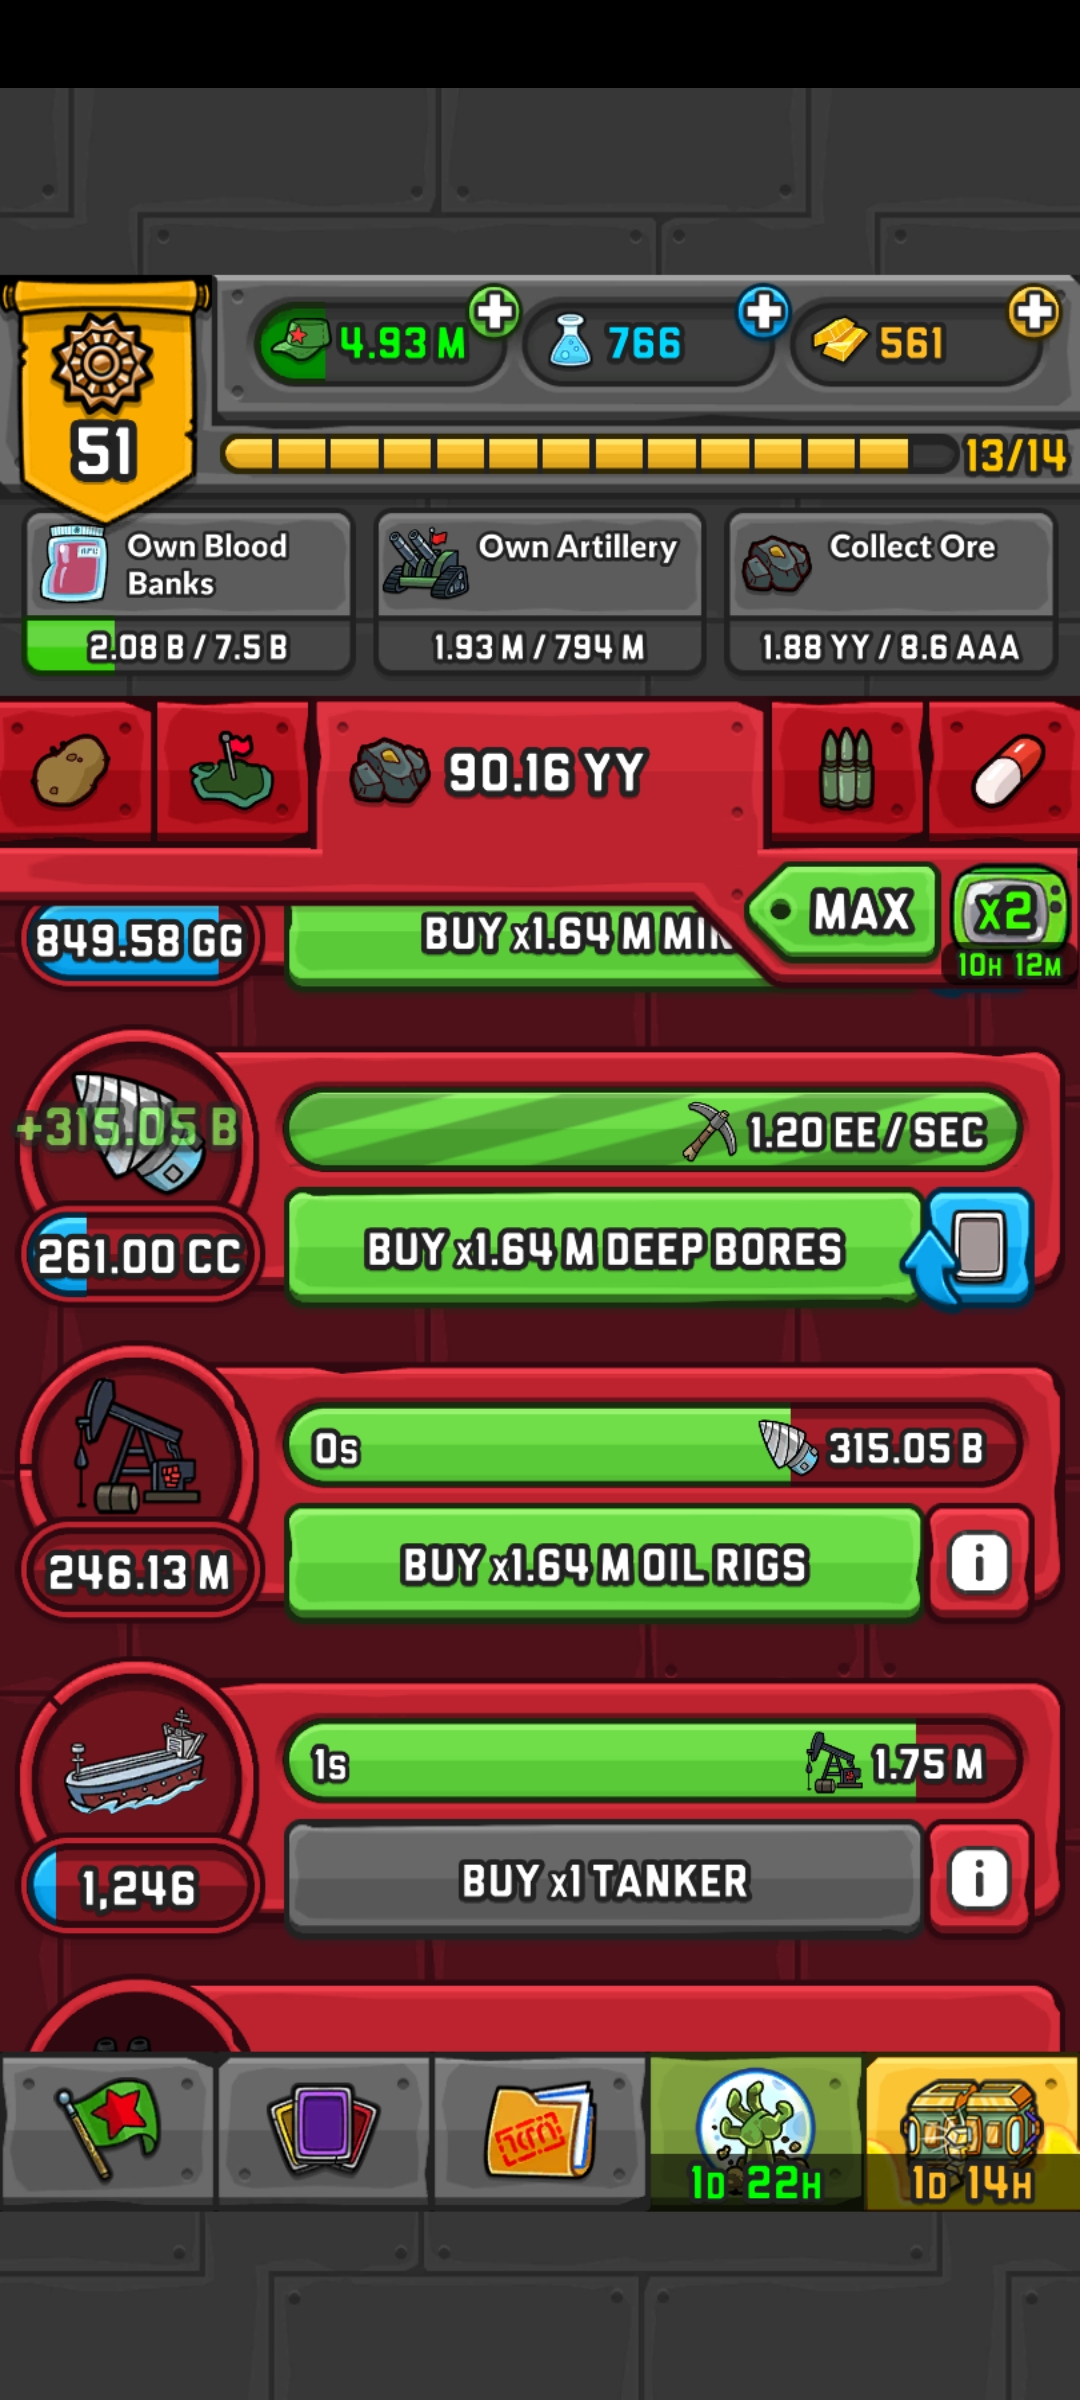 51
4.93 M
766
561
13/14
Own Blood
Banks
2.08 B / 7.5 B
Own Artillery
1.93 M / 794 M
Collect Ore
1.88 YY / 8.6 AAA
90.16 YY
MAX
x2
10H 12M
849.58 GG
BUY x1.64 M
+315.05 B
1.20 EE / SEC
261.00 CC
BUY x1.64 M DEEP BORES
0s
315.05 B
246.13 M
BUY x1.64 M OIL RIGS
i
1s
1.75 M
1,246
BUY x1 TANKER
i
1D 22H
1D 14H